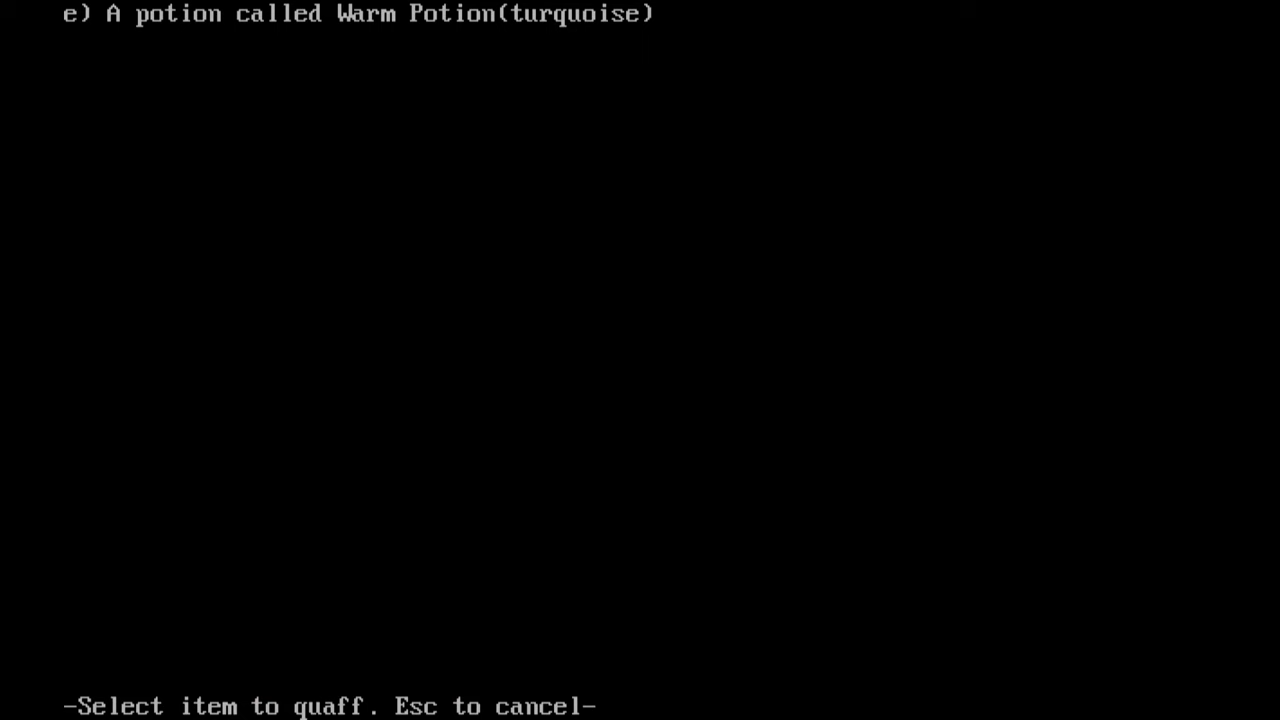 e) A potion called Warm Potion(turquoise)
-Select item to quaff. Esc to cancel-